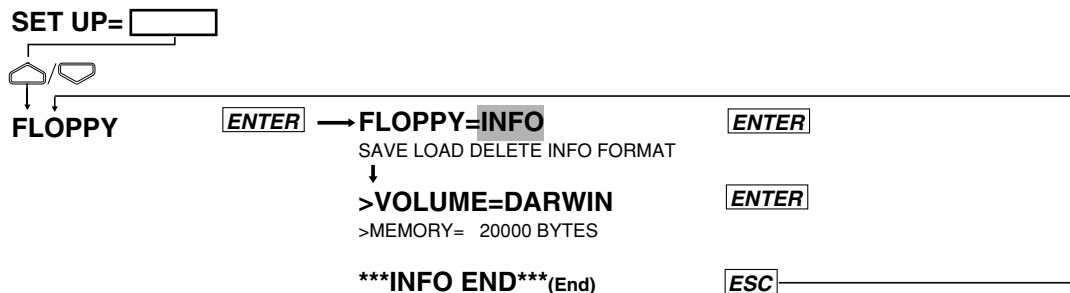 SET UP=
/
FLOPPY ENTER FLOPPY=INFO ENTER
SAVE LOAD DELETE INFO FORMAT
>VOLUME=DARWIN ENTER
>MEMORY= 20000 BYTES
***INFO END***(End) ESC